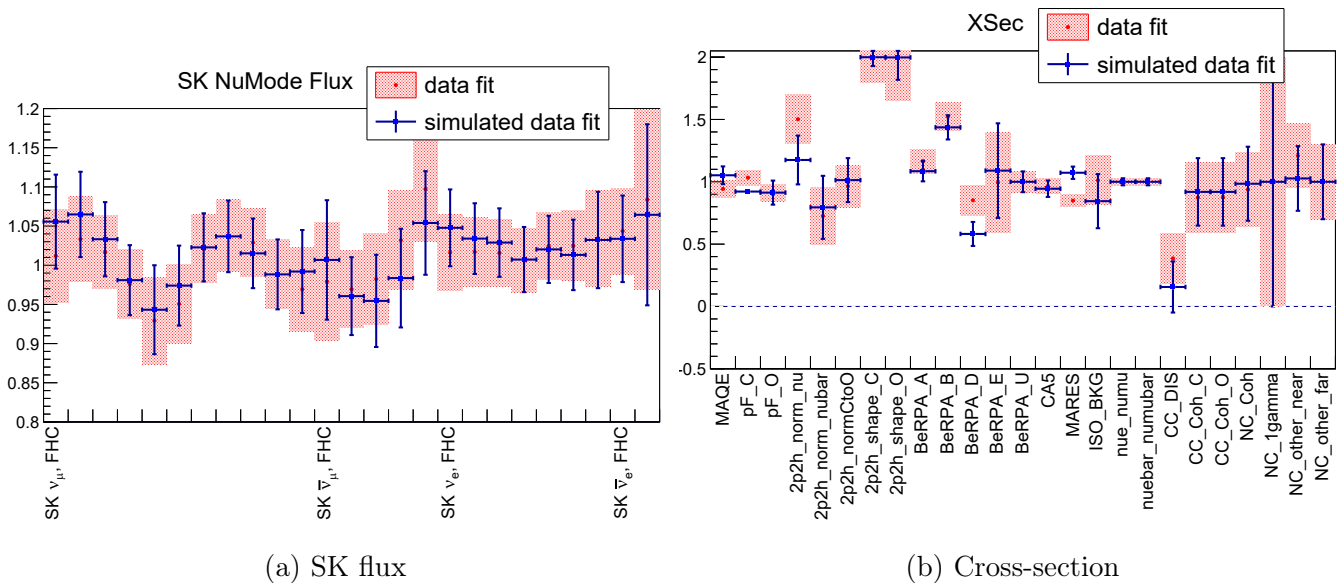 SK NuMode Flux
data fit
simulated data fit
1.2
1.15
1.1
1.05
1
0.95
0.9
0.85
0.8
SK ν_μ, FHC
SK ν̅_μ, FHC
SK ν_e, FHC
SK ν̅_e, FHC
(a) SK flux
XSec
data fit
simulated data fit
2
1.5
1
0.5
0
-0.5
MAQE
pF_C
pF_O
2p2h_norm_nu
2p2h_norm_nubar
2p2h_normCtoO
2p2h_shape_C
2p2h_shape_O
BeRPA_A
BeRPA_B
BeRPA_D
BeRPA_E
BeRPA_U
CA5
MARES
ISO_BKG
nue_numu
nuebar_numubar
CC_DIS
CC_Coh_C
CC_Coh_O
NC_Coh
NC_1gamma
NC_other_near
NC_other_far
(b) Cross-section